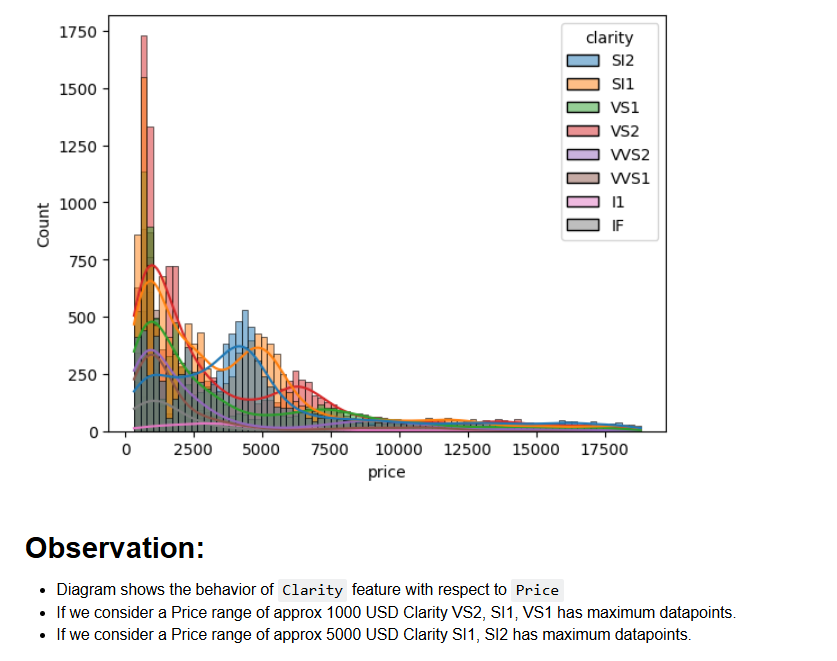 1750
1500
1250
1000
750
500
250
0
Count
clarity
SI2
SI1
VS1
VS2
VVS2
VVS1
I1
IF
0 2500 5000 7500 10000 12500 15000 17500
price
Observation:
• Diagram shows the behavior of Clarity feature with respect to Price
• If we consider a Price range of approx 1000 USD Clarity VS2, SI1, VS1 has maximum datapoints.
• If we consider a Price range of approx 5000 USD Clarity SI1, SI2 has maximum datapoints.